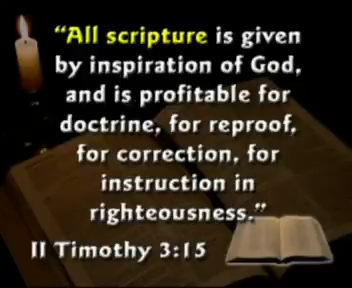 “All scripture is given
by inspiration of God,
and is profitable for
doctrine, for reproof,
for correction, for
instruction in
righteousness.”
II Timothy 3:15